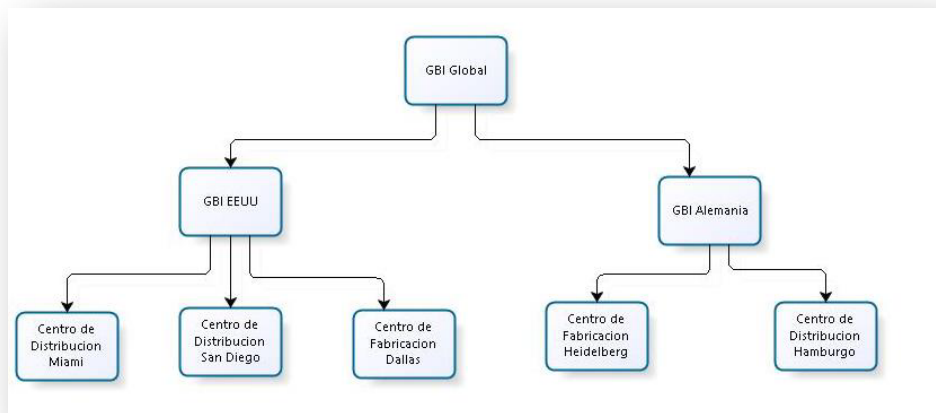 GBI Global
GBI EEUU
GBI Alemania
Centro de
Distribucion
Miami
Centro de
Distribucion
San Diego
Centro de
Fabricacion
Dallas
Centro de
Fabricacion
Heidelberg
Centro de
Distribucion
Hamburgo